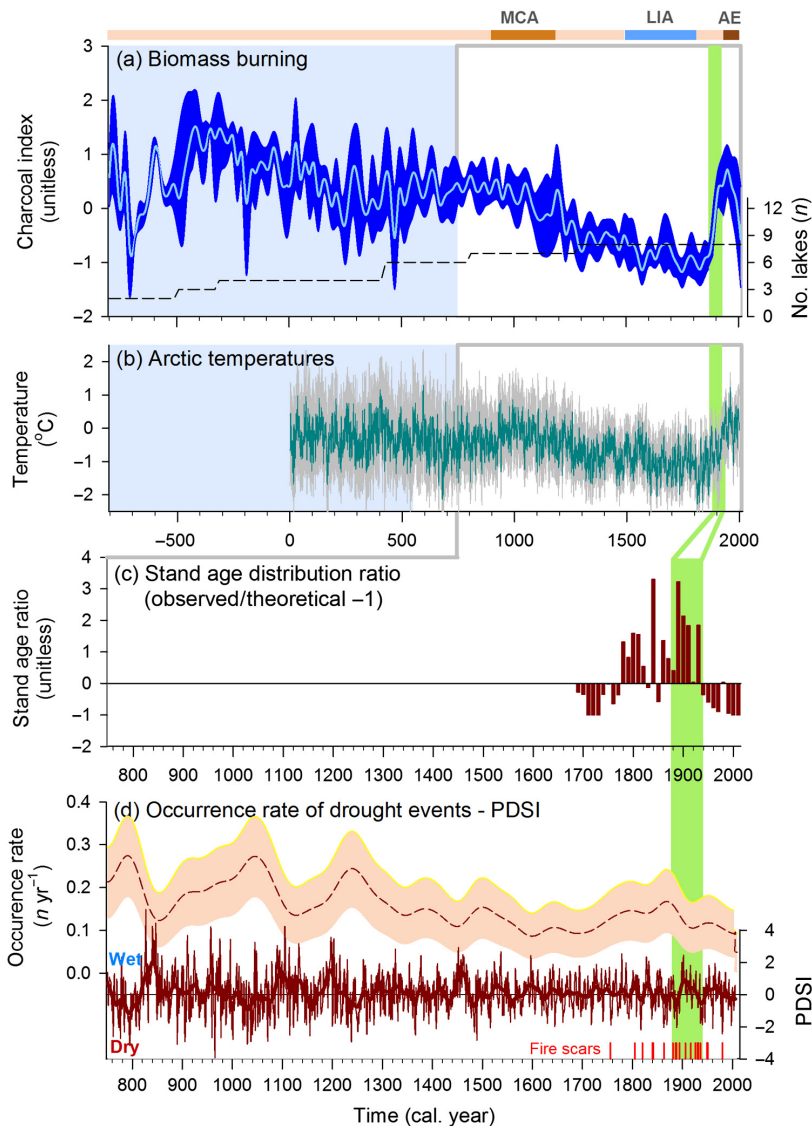 MCA LIA AE
(a) Biomass burning
Charcoal index
(unitless)
3
2
1
0
−1
−2
12
9
8
6
3
0
No. lakes (n)
(b) Arctic temperatures
Temperature
(°C)
2
1
0
−1
−2
−500 0 500 1000 1500 2000
(c) Stand age distribution ratio
(observed/theoretical −1)
Stand age ratio
(unitless)
4
3
2
1
0
−1
−2
800 900 1000 1100 1200 1300 1400 1500 1600 1700 1800 1900 2000
(d) Occurrence rate of drought events - PDSI
Occurence rate
(n yr⁻¹)
0.4
0.3
0.2
0.1
0.0
Wet
Dry
Fire scars
4
2
0
−2
−4
PDSI
800 900 1000 1100 1200 1300 1400 1500 1600 1700 1800 1900 2000
Time (cal. year)